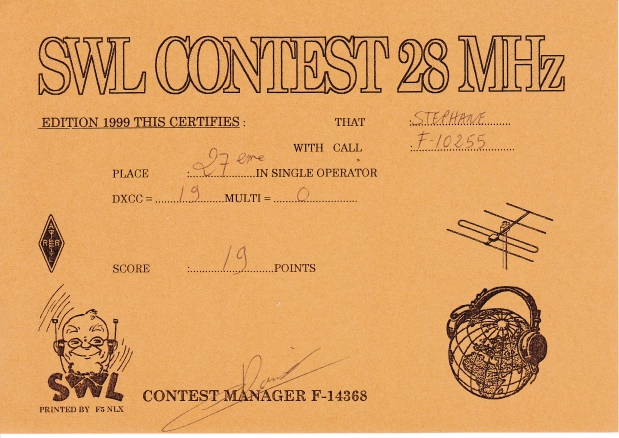 SWL CONTEST 28 MHz
EDITION 1999 THIS CERTIFIES : THAT :STEPHANE
WITH CALL :F-10255
PLACE :27 eme IN SINGLE OPERATOR
DXCC = 19 MULTI = 0
SCORE :19 POINTS
SWL
CONTEST MANAGER F-14368
PRINTED BY F5 NLX